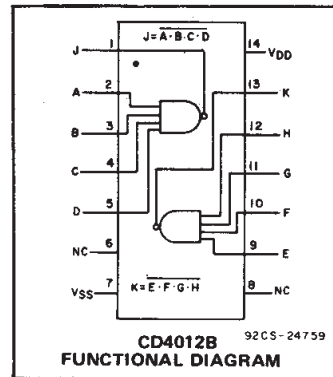 J=A·B·C·D
J 1
14 VDD
A 2
13 K
B 3
12 H
C 4
11 G
D 5
10 F
NC 6
9 E
VSS 7
8 NC
K=E·F·G·H
92CS-24759
CD4012B
FUNCTIONAL DIAGRAM